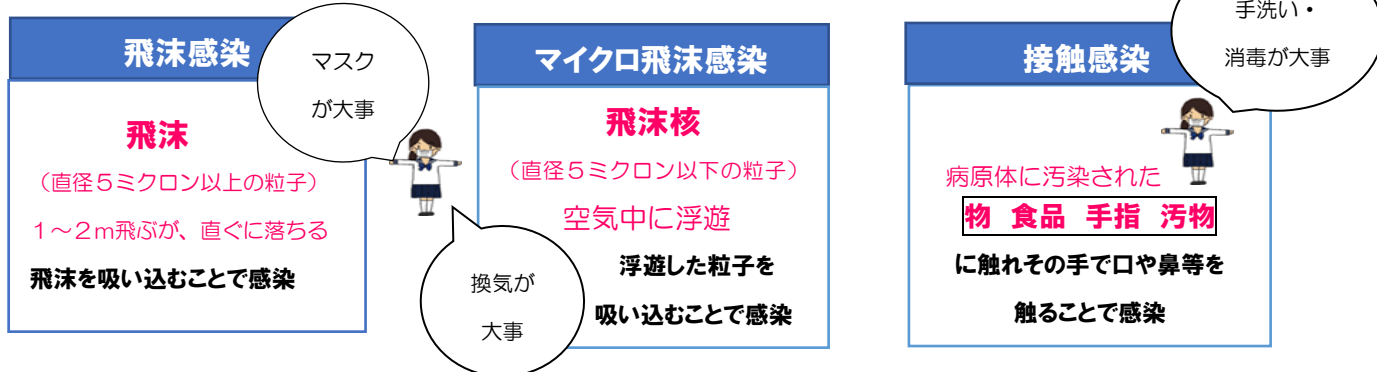 飛沫感染
マスク
が大事
飛沫
（直径５ミクロン以上の粒子）
１～２ｍ飛ぶが、直ぐに落ちる
飛沫を吸い込むことで感染
マイクロ飛沫感染
飛沫核
（直径５ミクロン以下の粒子）
空気中に浮遊
浮遊した粒子を
吸い込むことで感染
換気が
大事
接触感染
手洗い・
消毒が大事
病原体に汚染された
物 食品 手指 汚物
に触れその手で口や鼻等を
触ることで感染